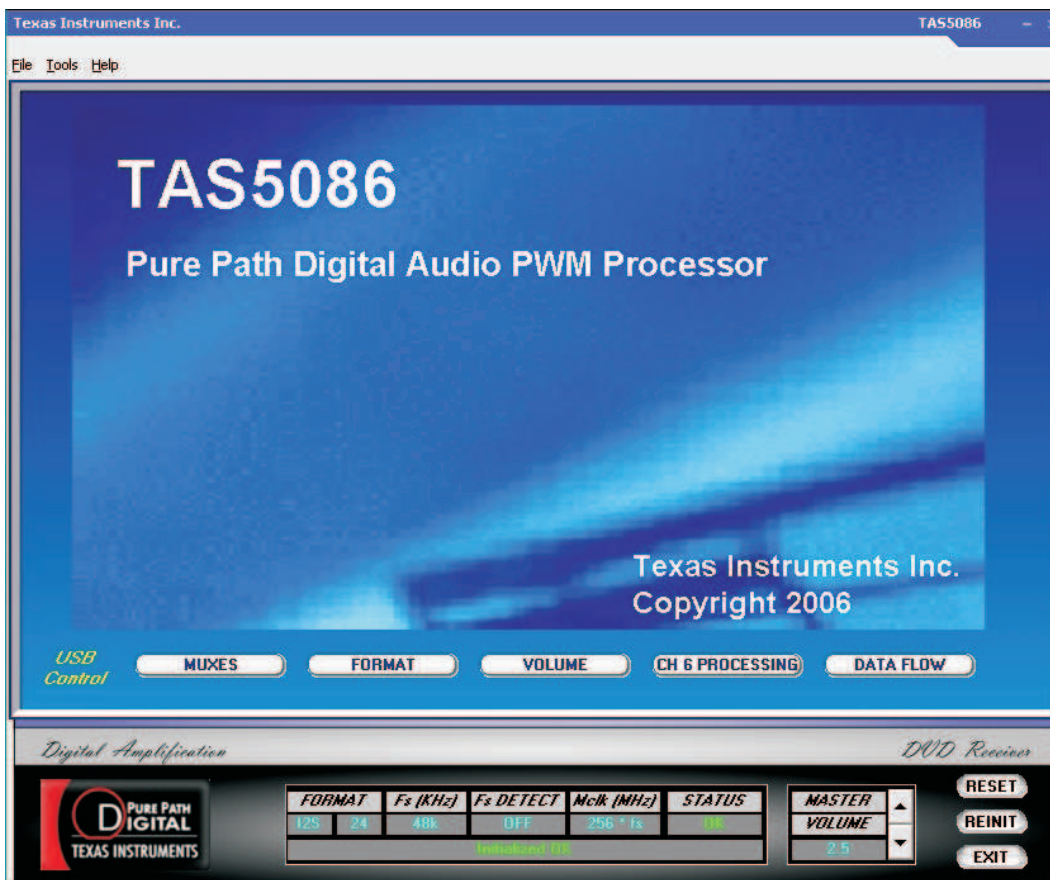 Texas Instruments Inc. TAS5086
File Tools Help
TAS5086
Pure Path Digital Audio PWM Processor
Texas Instruments Inc.
Copyright 2006
USB
Control
MUXES FORMAT VOLUME CH 6 PROCESSING DATA FLOW
Digital Amplification DVD Receiver
PURE PATH
DIGITAL
TEXAS INSTRUMENTS
FORMAT Fs (KHz) Fs DETECT Mclk (MHz) STATUS
I2S 24 48k OFF 256 * fs OK
Initialized OK
MASTER
VOLUME
2.5
RESET
REINIT
EXIT